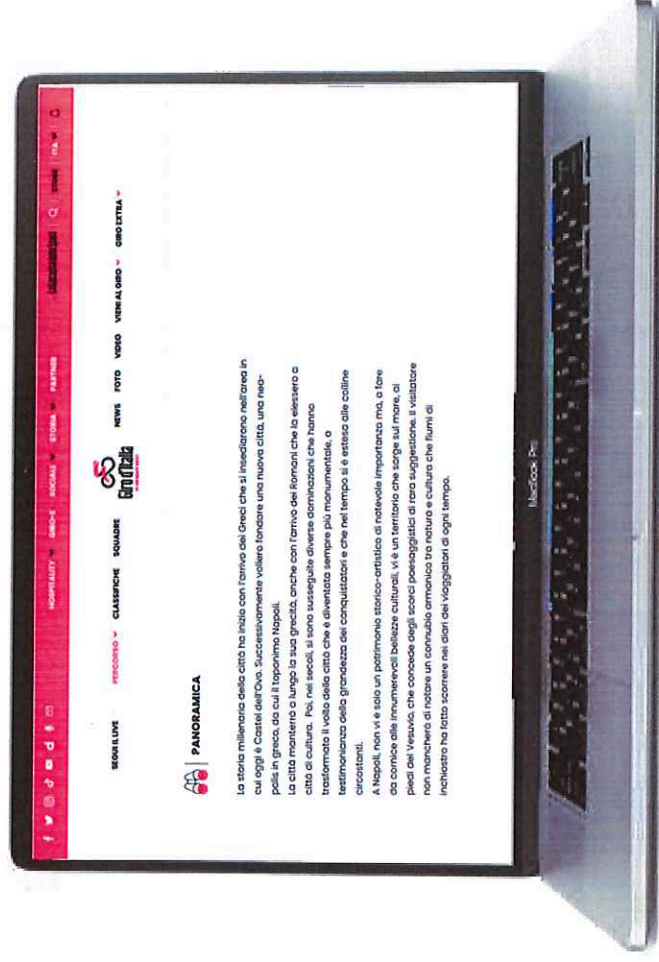 HOSPITALITY GIRO-E SOCIALE STORIA PARTNER STORE ITA
SEGUI IL LIVE PERCORSO CLASSIFICHE SQUADRE Giro d'Italia NEWS FOTO VIDEO VIENI AL GIRO GIRO EXTRA
PANORAMICA
La storia millenaria della città ha inizio con l'arrivo dei Greci che si insediarono nell'area in
cui oggi è Castel dell'Ovo. Successivamente vollero fondare una nuova città, una nea-
polis in greco, da cui il toponimo Napoli.
La città manterrà a lungo la sua grecità, anche con l'arrivo dei Romani che la elessero a
città di cultura. Poi, nei secoli, si sono susseguite diverse dominazioni che hanno
trasformato il volto della città che è diventata sempre più monumentale, a
testimonianza della grandezza dei conquistatori e che nel tempo si è estesa alle colline
circostanti.
A Napoli, non vi è solo un patrimonio storico-artistico di notevole importanza ma, a fare
da cornice alle innumerevoli bellezze culturali, vi è un territorio che sorge sul mare, ai
piedi del Vesuvio, che concede degli scorci paesaggistici di rara suggestione. Il visitatore
non mancherà di notare un connubio armonico tra natura e cultura che fiumi di
inchiostro ha fatto scorrere nei diari dei viaggiatori di ogni tempo.
MacBook Pro